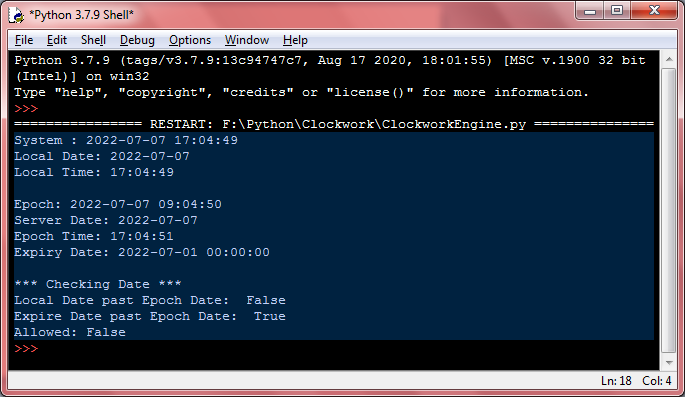 *Python 3.7.9 Shell*
File Edit Shell Debug Options Window Help
Python 3.7.9 (tags/v3.7.9:13c94747c7, Aug 17 2020, 18:01:55) [MSC v.1900 32 bit
(Intel)] on win32
Type "help", "copyright", "credits" or "license()" for more information.
>>>
================ RESTART: F:\Python\Clockwork\ClockworkEngine.py ===============
System : 2022-07-07 17:04:49
Local Date: 2022-07-07
Local Time: 17:04:49
Epoch: 2022-07-07 09:04:50
Server Date: 2022-07-07
Epoch Time: 17:04:51
Expiry Date: 2022-07-01 00:00:00
*** Checking Date ***
Local Date past Epoch Date:  False
Expire Date past Epoch Date:  True
Allowed: False
>>>
Ln: 18 Col: 4